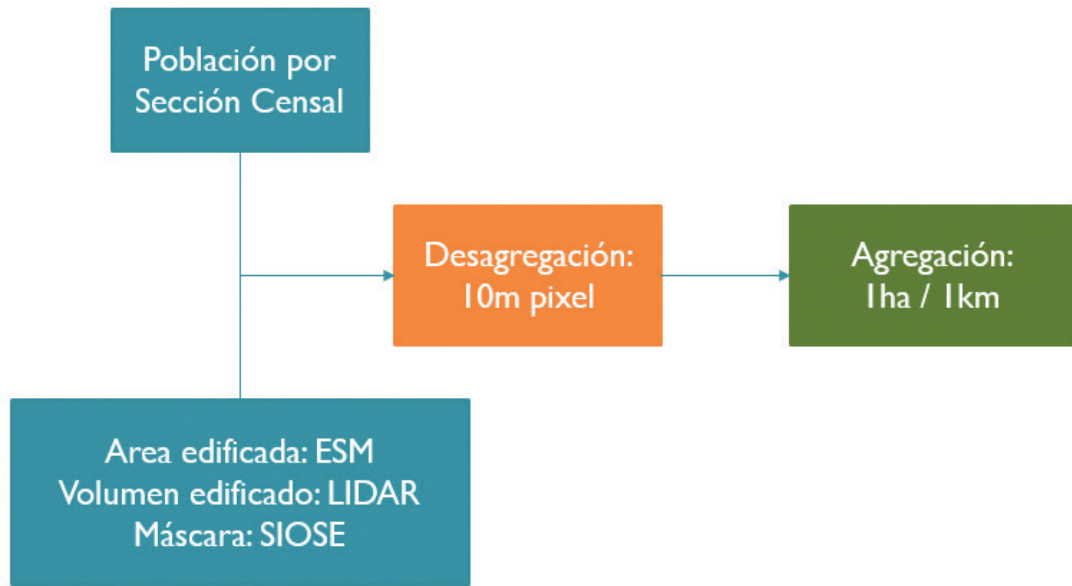 Población por
Sección Censal
Desagregación:
10m pixel
Agregación:
1ha / 1km
Area edificada: ESM
Volumen edificado: LIDAR
Máscara: SIOSE